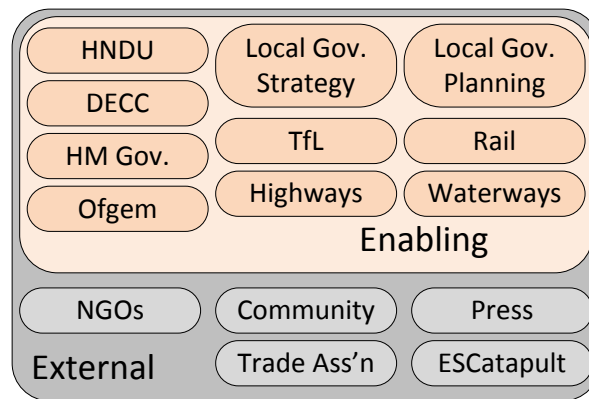 HNDU
DECC
HM Gov.
Ofgem
Local Gov.
Strategy
Local Gov.
Planning
TfL
Rail
Highways
Waterways
Enabling
NGOs
Community
Press
External
Trade Ass’n
ESCatapult